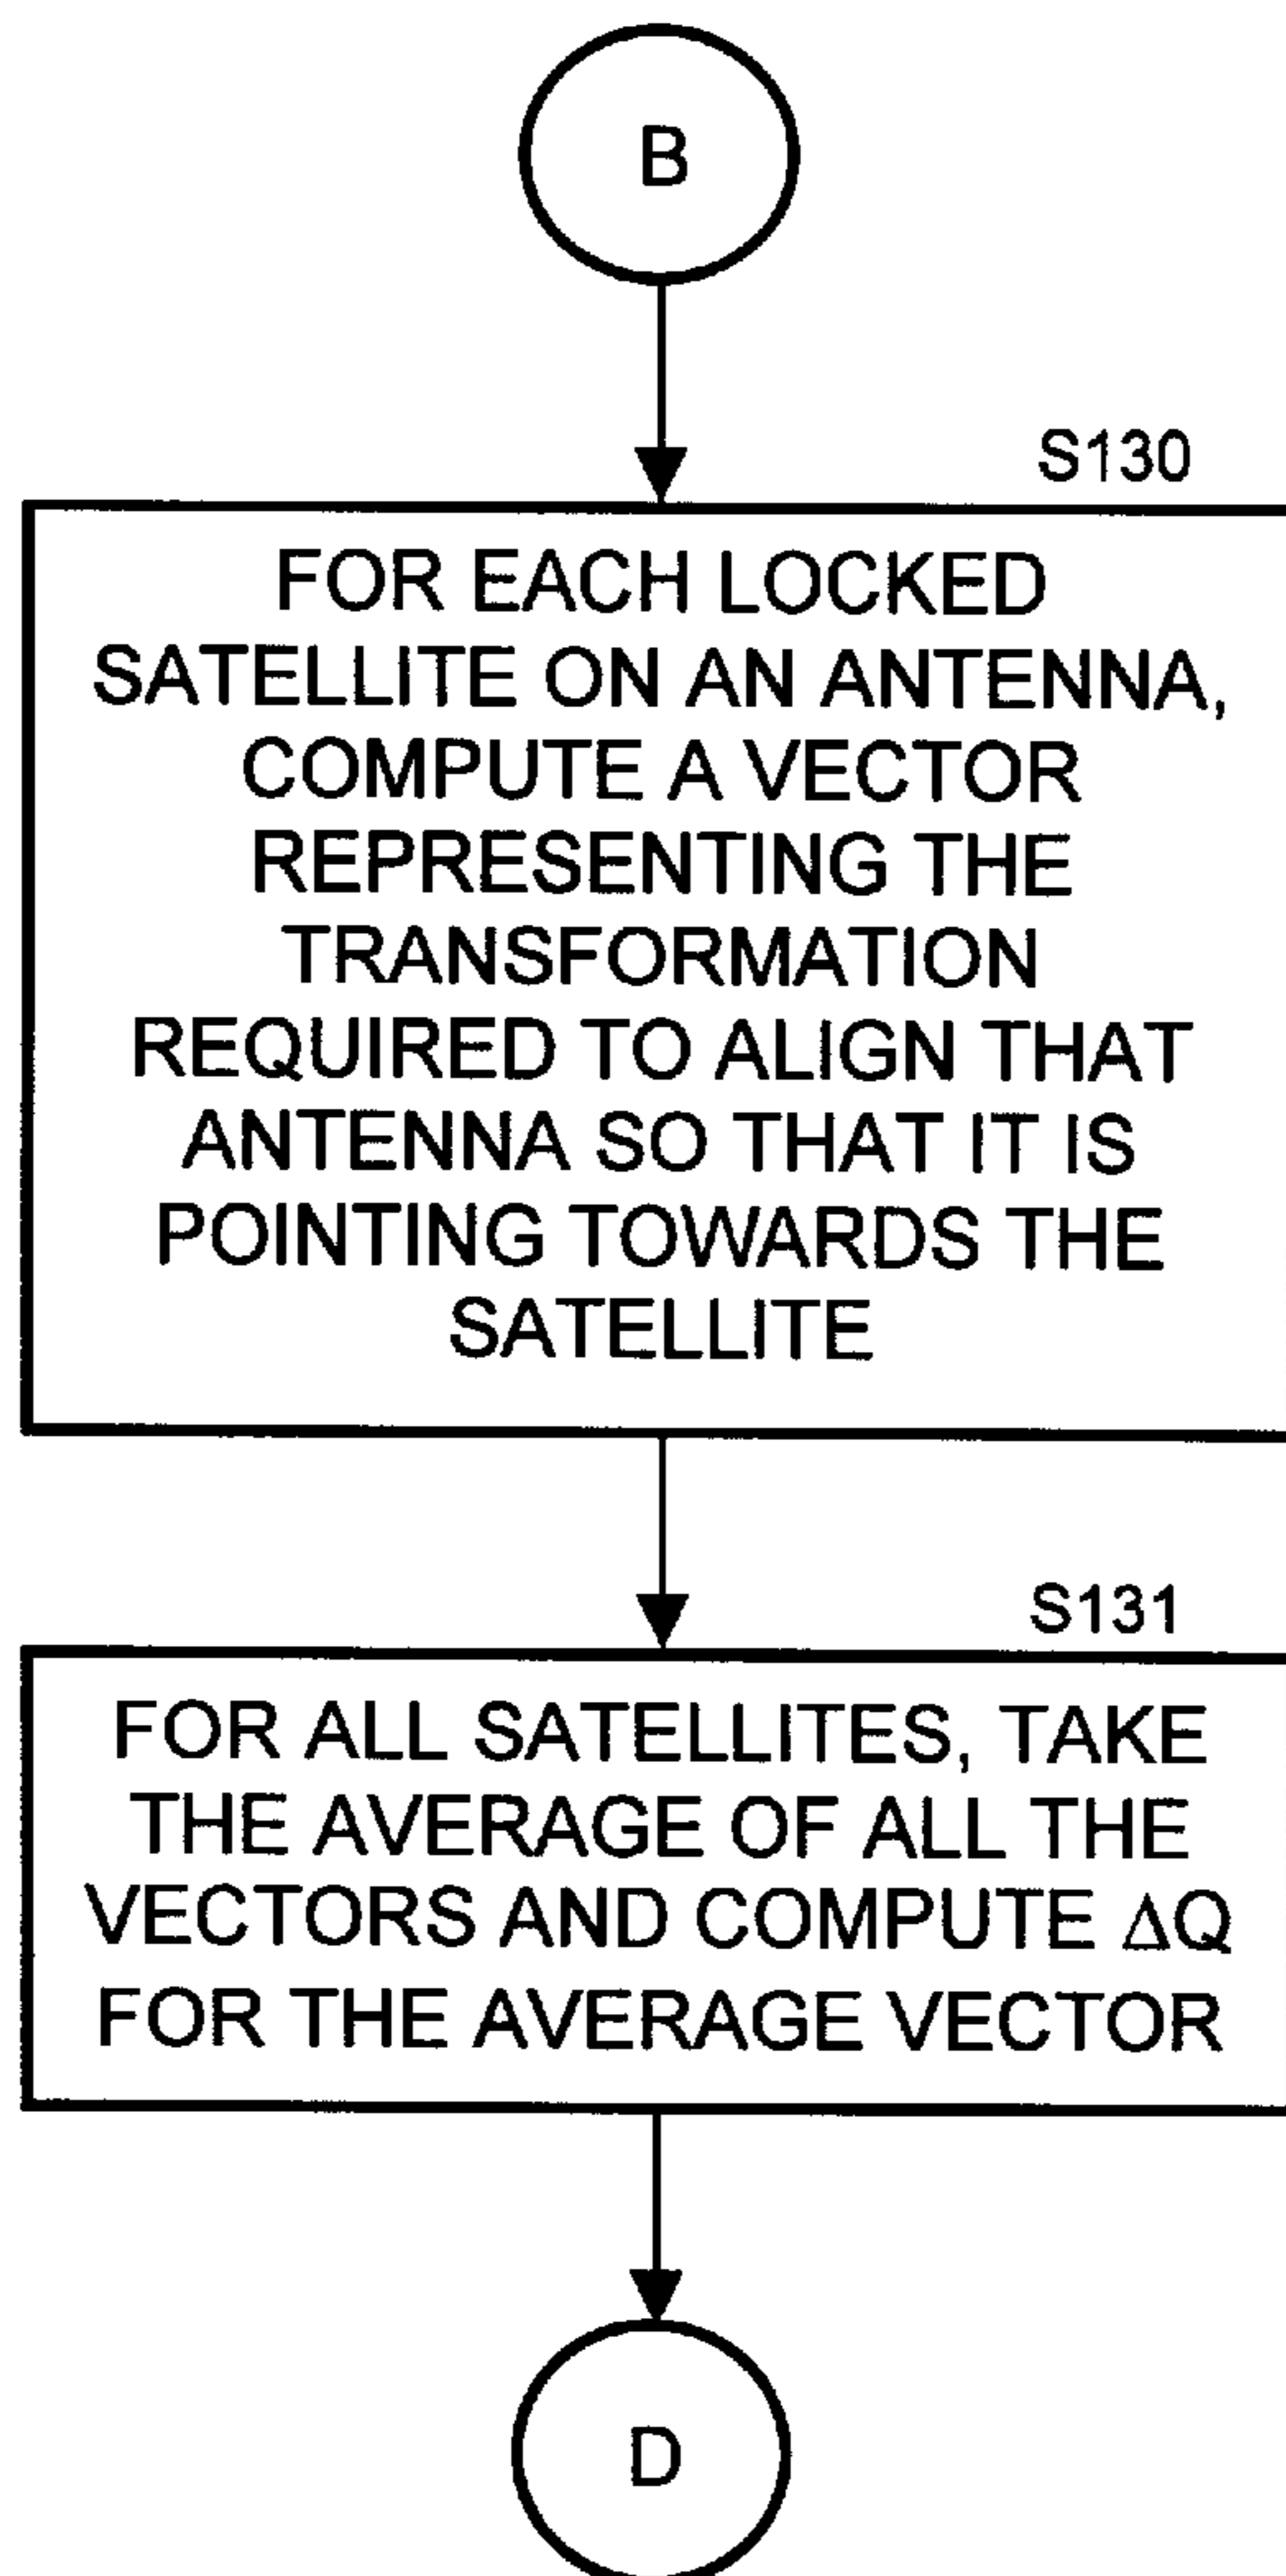 B
S130
FOR EACH LOCKED
SATELLITE ON AN ANTENNA,
COMPUTE A VECTOR
REPRESENTING THE
TRANSFORMATION
REQUIRED TO ALIGN THAT
ANTENNA SO THAT IT IS
POINTING TOWARDS THE
SATELLITE
S131
FOR ALL SATELLITES, TAKE
THE AVERAGE OF ALL THE
VECTORS AND COMPUTE ΔQ
FOR THE AVERAGE VECTOR
D